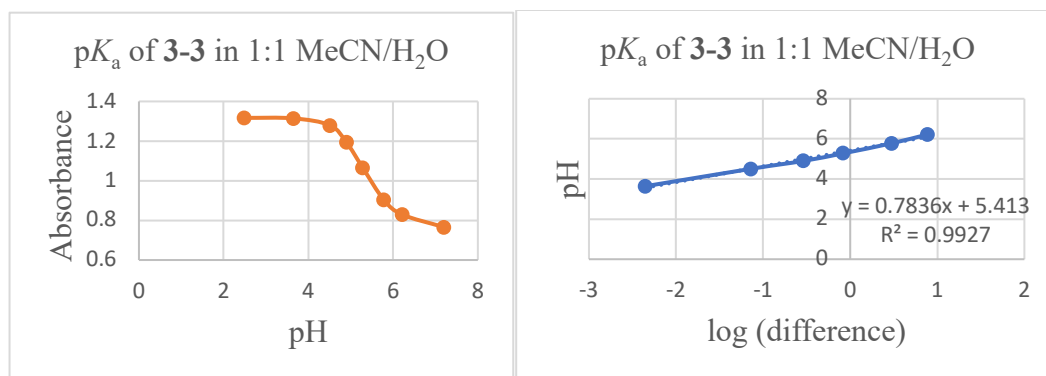 pKₐ of 3-3 in 1:1 MeCN/H₂O
Absorbance
1.4
1.2
1
0.8
0.6
0
2
4
6
8
pH
pKₐ of 3-3 in 1:1 MeCN/H₂O
pH
8
6
4
2
0
y = 0.7836x + 5.413
R² = 0.9927
-3
-2
-1
0
1
2
log (difference)